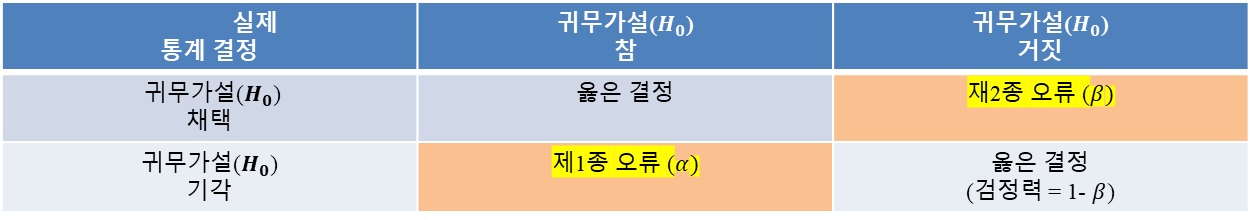 실제
통계 결정
귀무가설(H₀)
참
귀무가설(H₀)
거짓
귀무가설(H₀)
채택
옳은 결정
재2종 오류 (β)
귀무가설(H₀)
기각
제1종 오류 (α)
옳은 결정
(검정력 = 1- β)